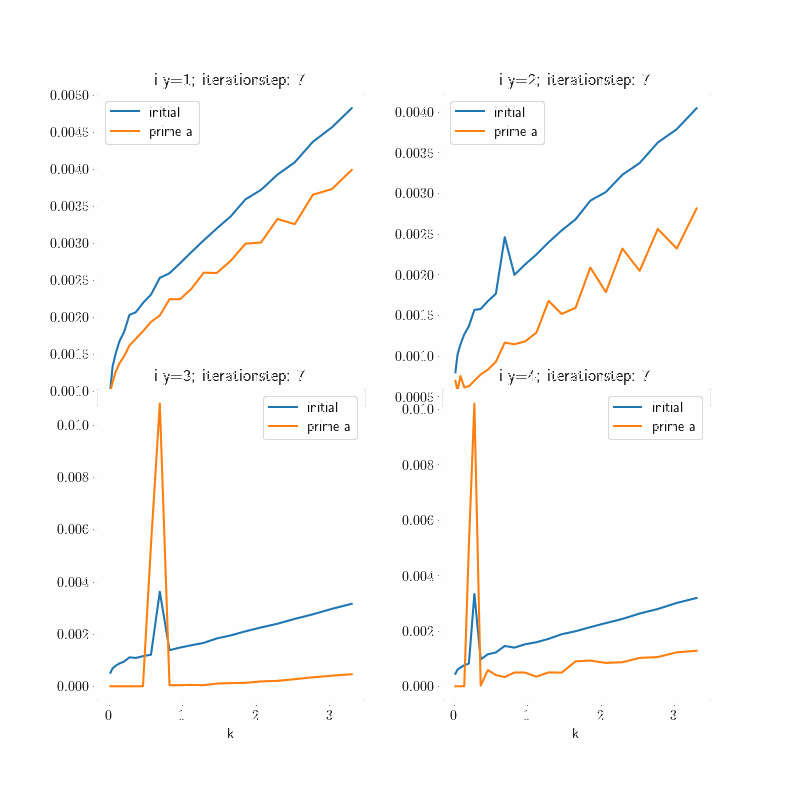 i y=1; iterationstep: 7
0.0050
0.0045
0.0040
0.0035
0.0030
0.0025
0.0020
0.0015
0.0010
initial
prime a
i y=2; iterationstep: 7
0.0040
0.0035
0.0030
0.0025
0.0020
0.0015
0.0010
0.0005
initial
prime a
i y=3; iterationstep: 7
0.010
0.008
0.006
0.004
0.002
0.000
initial
prime a
0 1 2 3
k
i y=4; iterationstep: 7
0.010
0.008
0.006
0.004
0.002
0.000
initial
prime a
0 1 2 3
k